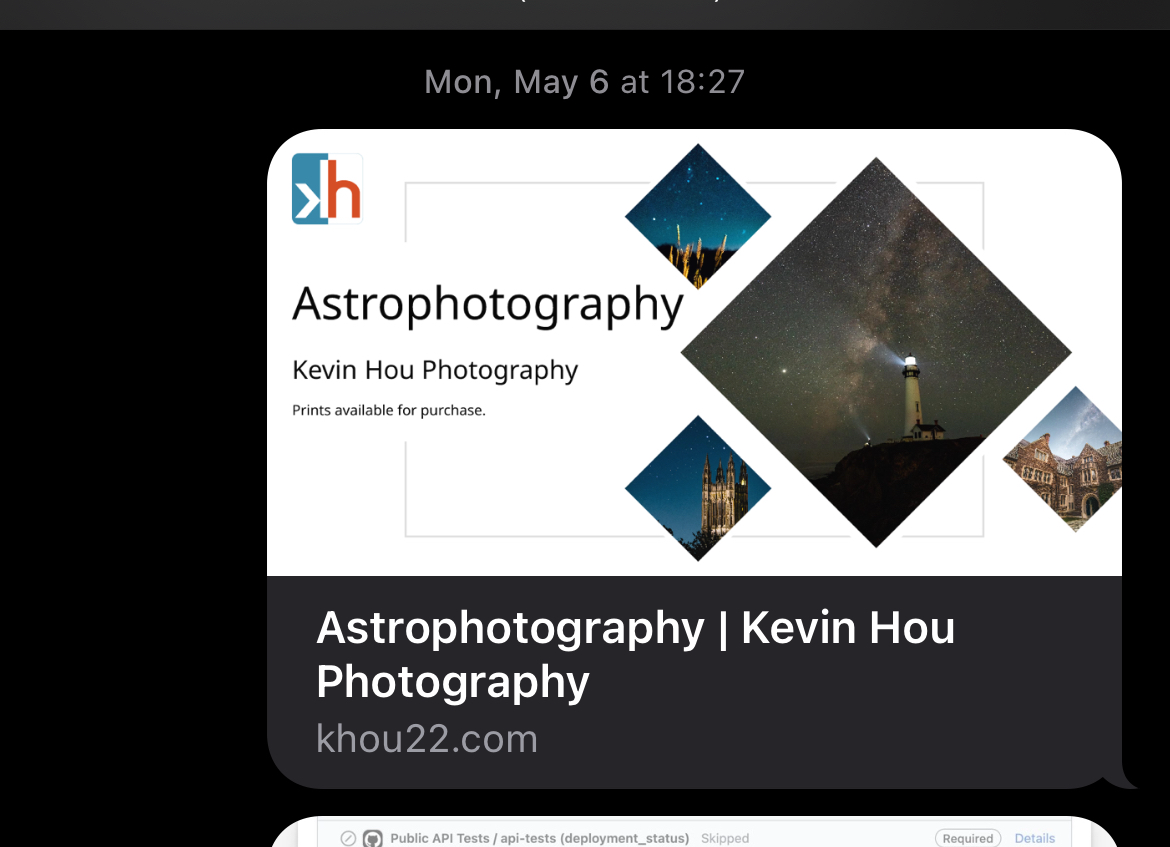 Mon, May 6 at 18:27
kh
Astrophotography
Kevin Hou Photography
Prints available for purchase.
Astrophotography | Kevin Hou
Photography
khou22.com
Public API Tests / api-tests (deployment_status) Skipped Required Details